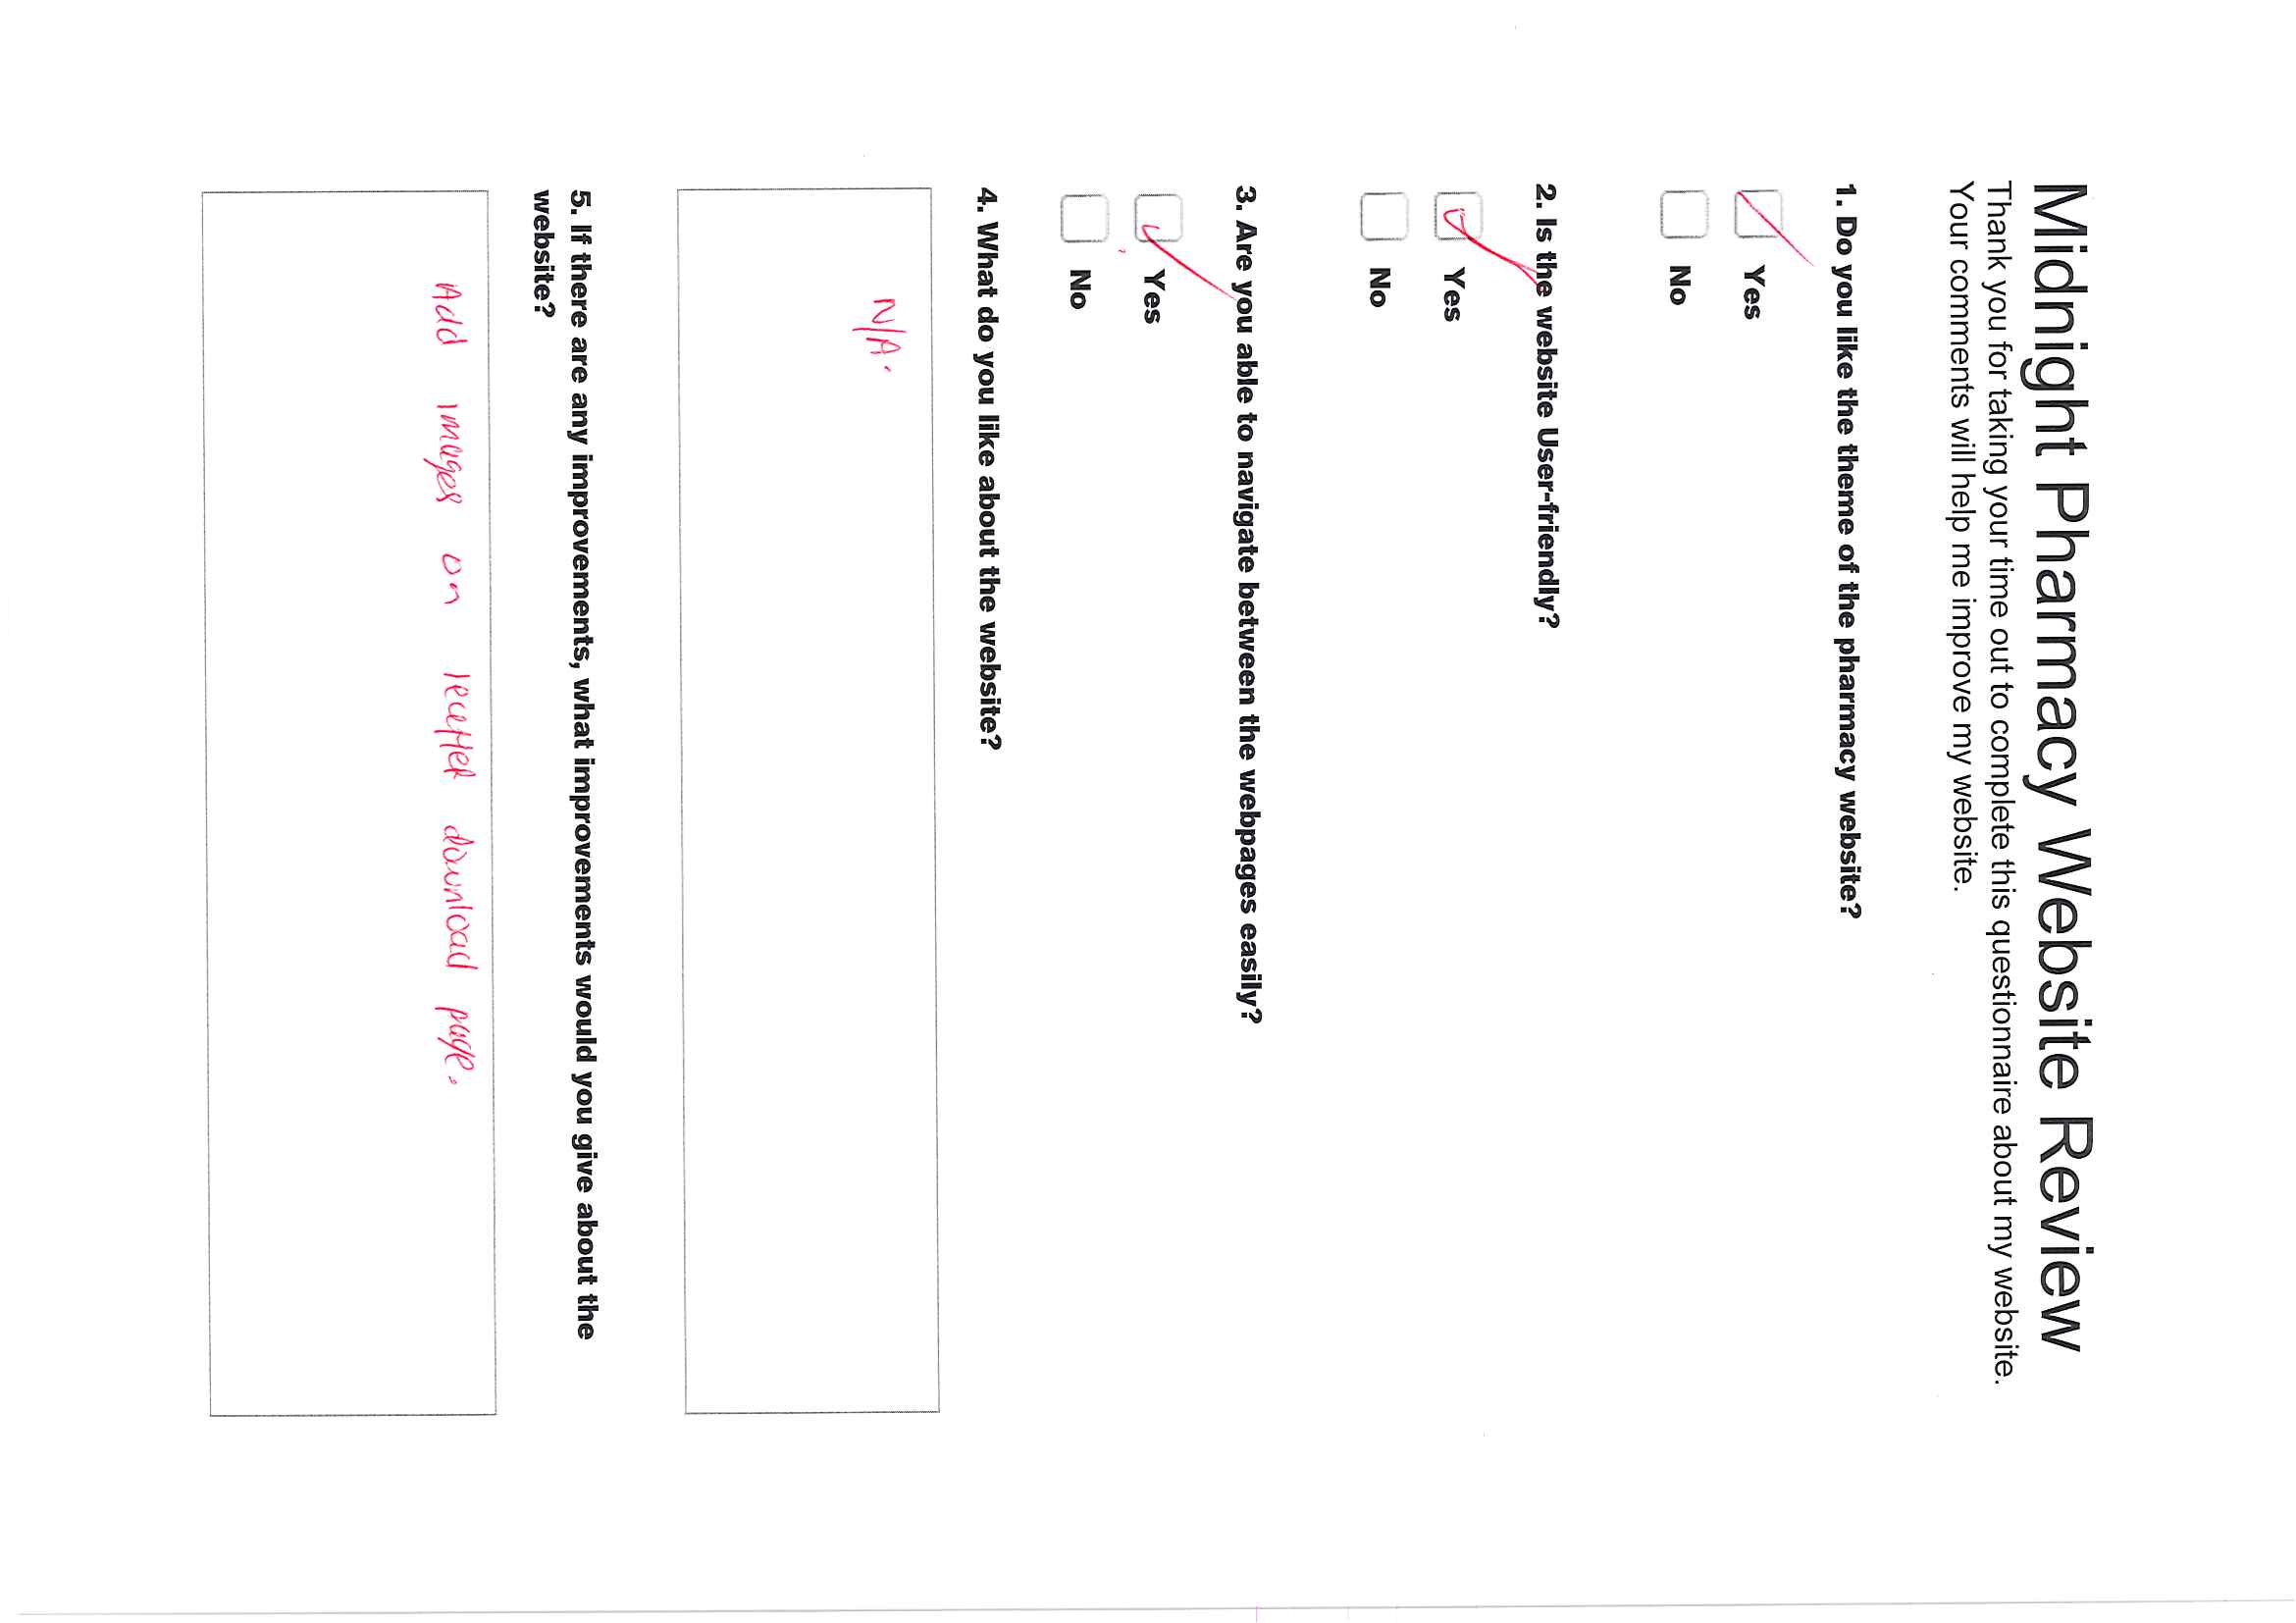 Midnight Pharmacy Website Review
Thank you for taking your time out to complete this questionnaire about my website.
Your comments will help me improve my website.
1. Do you like the theme of the pharmacy website?
Yes
No
2. Is the website User-friendly?
Yes
No
3. Are you able to navigate between the webpages easily?
Yes
No
4. What do you like about the website?
N/A.
5. If there are any improvements, what improvements would you give about the
website?
Add images on download page.